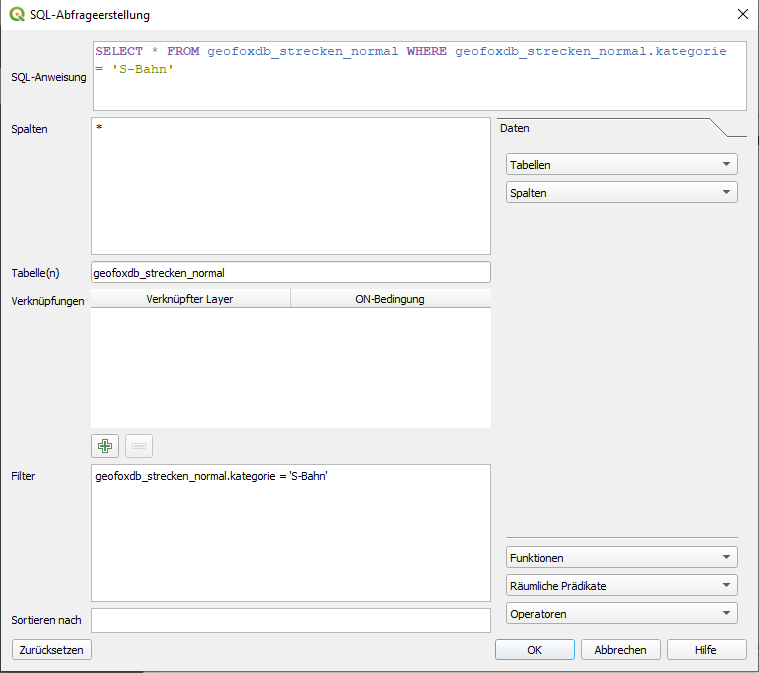 SQL-Abfrageerstellung
SQL-Anweisung
SELECT * FROM geofoxdb_strecken_normal WHERE geofoxdb_strecken_normal.kategorie
= 'S-Bahn'
Spalten
*
Daten
Tabellen
Spalten
Tabelle(n)
geofoxdb_strecken_normal
Verknüpfungen
Verknüpfter Layer
ON-Bedingung
Filter
geofoxdb_strecken_normal.kategorie = 'S-Bahn'
Funktionen
Räumliche Prädikate
Operatoren
Sortieren nach
Zurücksetzen
OK
Abbrechen
Hilfe